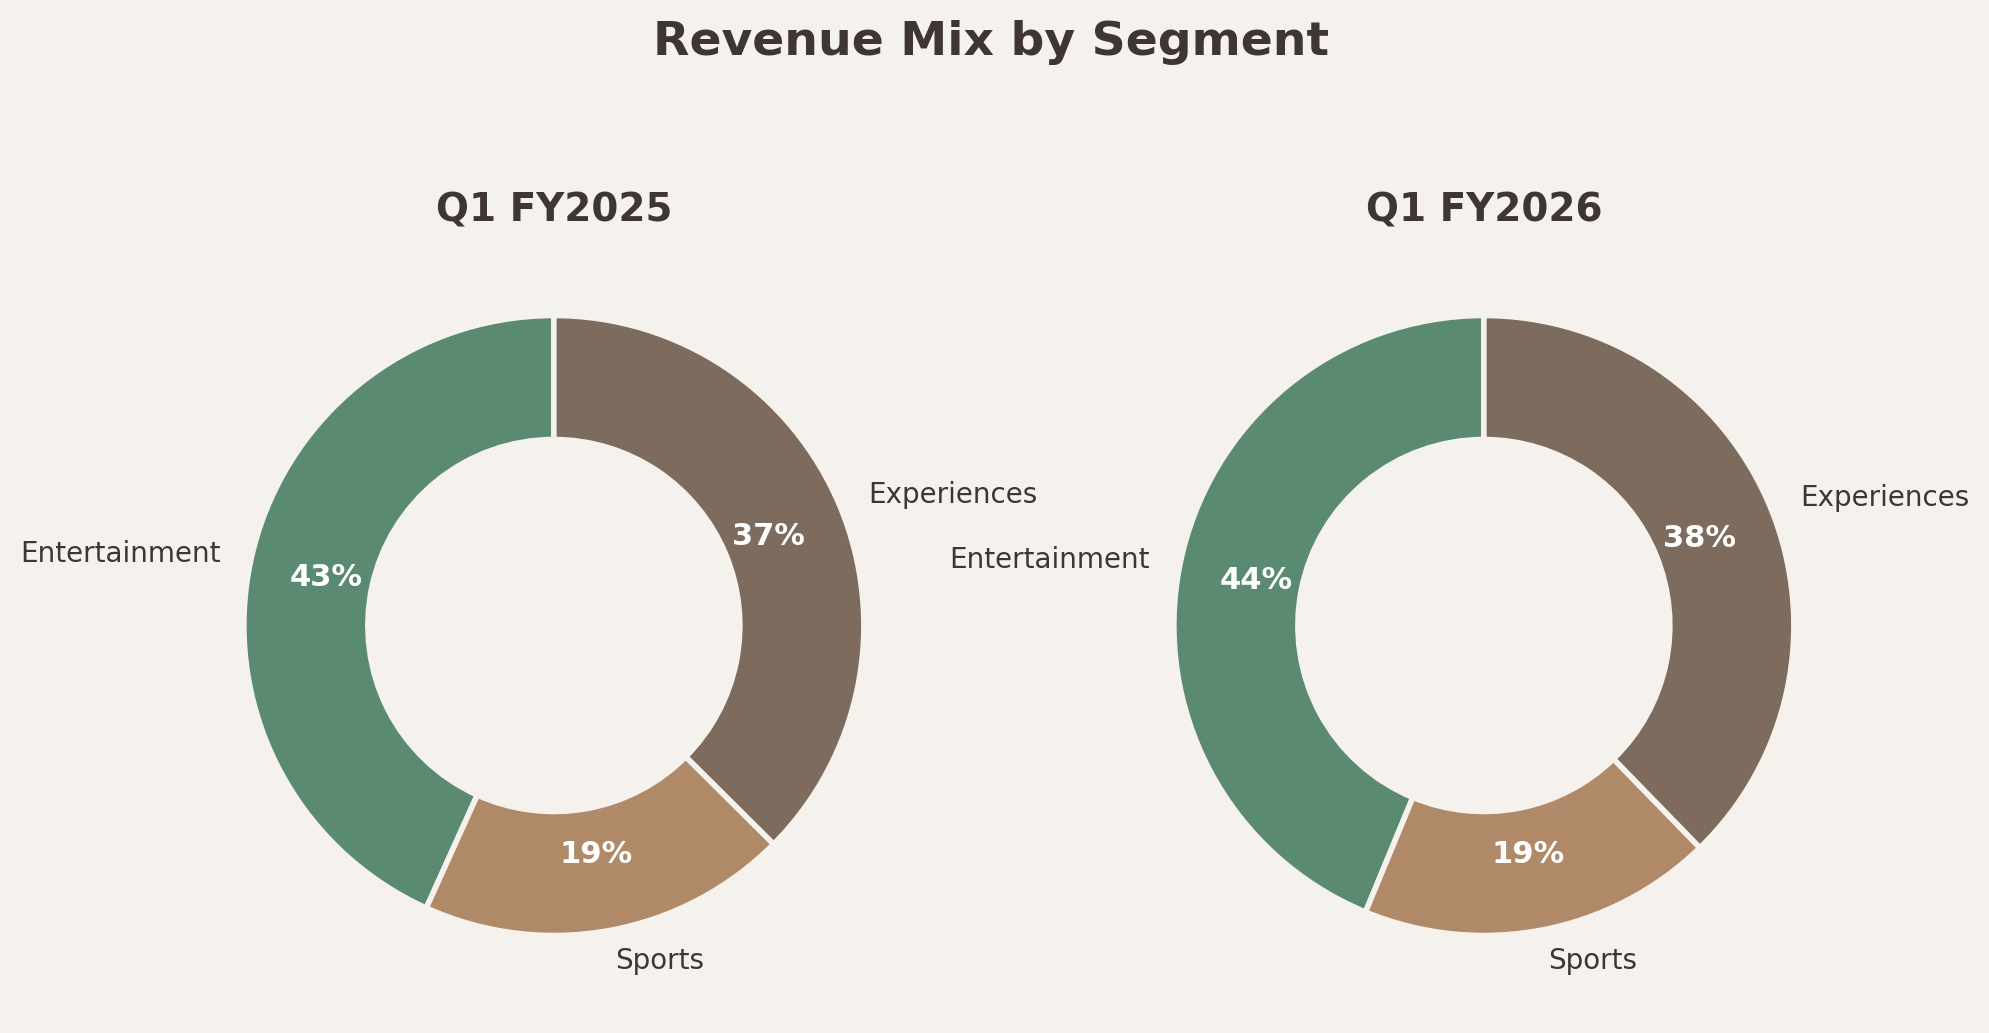 Revenue Mix by Segment
Q1 FY2025
Entertainment
43%
37%
Experiences
19%
Sports
Q1 FY2026
Entertainment
44%
38%
Experiences
19%
Sports